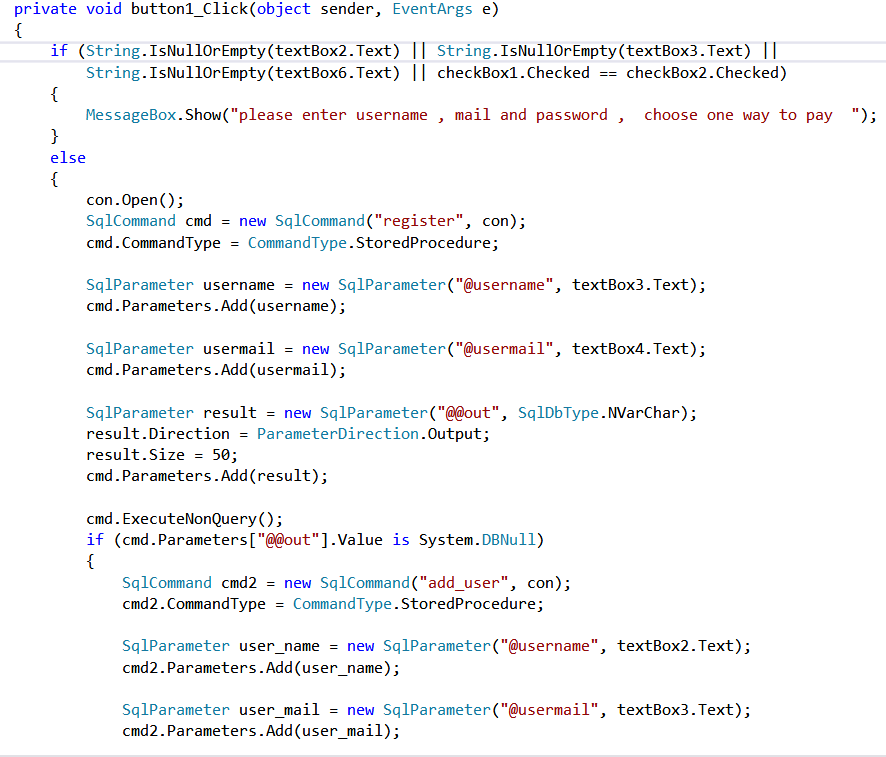 private void button1_Click(object sender, EventArgs e)
{
    if (String.IsNullOrEmpty(textBox2.Text) || String.IsNullOrEmpty(textBox3.Text) ||
        String.IsNullOrEmpty(textBox6.Text) || checkBox1.Checked == checkBox2.Checked)
    {
        MessageBox.Show("please enter username , mail and password ,  choose one way to pay  ");
    }
    else
    {
        con.Open();
        SqlCommand cmd = new SqlCommand("register", con);
        cmd.CommandType = CommandType.StoredProcedure;

        SqlParameter username = new SqlParameter("@username", textBox3.Text);
        cmd.Parameters.Add(username);

        SqlParameter usermail = new SqlParameter("@usermail", textBox4.Text);
        cmd.Parameters.Add(usermail);

        SqlParameter result = new SqlParameter("@@out", SqlDbType.NVarChar);
        result.Direction = ParameterDirection.Output;
        result.Size = 50;
        cmd.Parameters.Add(result);

        cmd.ExecuteNonQuery();
        if (cmd.Parameters["@@out"].Value is System.DBNull)
        {
            SqlCommand cmd2 = new SqlCommand("add_user", con);
            cmd2.CommandType = CommandType.StoredProcedure;

            SqlParameter user_name = new SqlParameter("@username", textBox2.Text);
            cmd2.Parameters.Add(user_name);

            SqlParameter user_mail = new SqlParameter("@usermail", textBox3.Text);
            cmd2.Parameters.Add(user_mail);